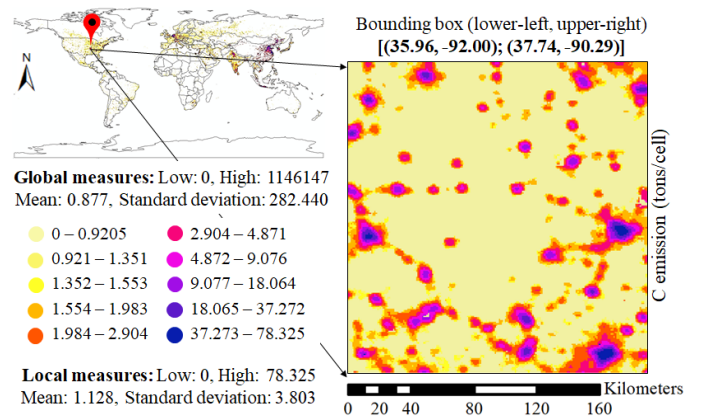 Bounding box (lower-left, upper-right)
[(35.96, -92.00); (37.74, -90.29)]
N
Global measures: Low: 0, High: 1146147
Mean: 0.877, Standard deviation: 282.440
0 – 0.9205
2.904 – 4.871
0.921 – 1.351
4.872 – 9.076
1.352 – 1.553
9.077 – 18.064
1.554 – 1.983
18.065 – 37.272
1.984 – 2.904
37.273 – 78.325
Local measures: Low: 0, High: 78.325
Mean: 1.128, Standard deviation: 3.803
C emission (tons/cell)
Kilometers
0 20 40 80 120 160